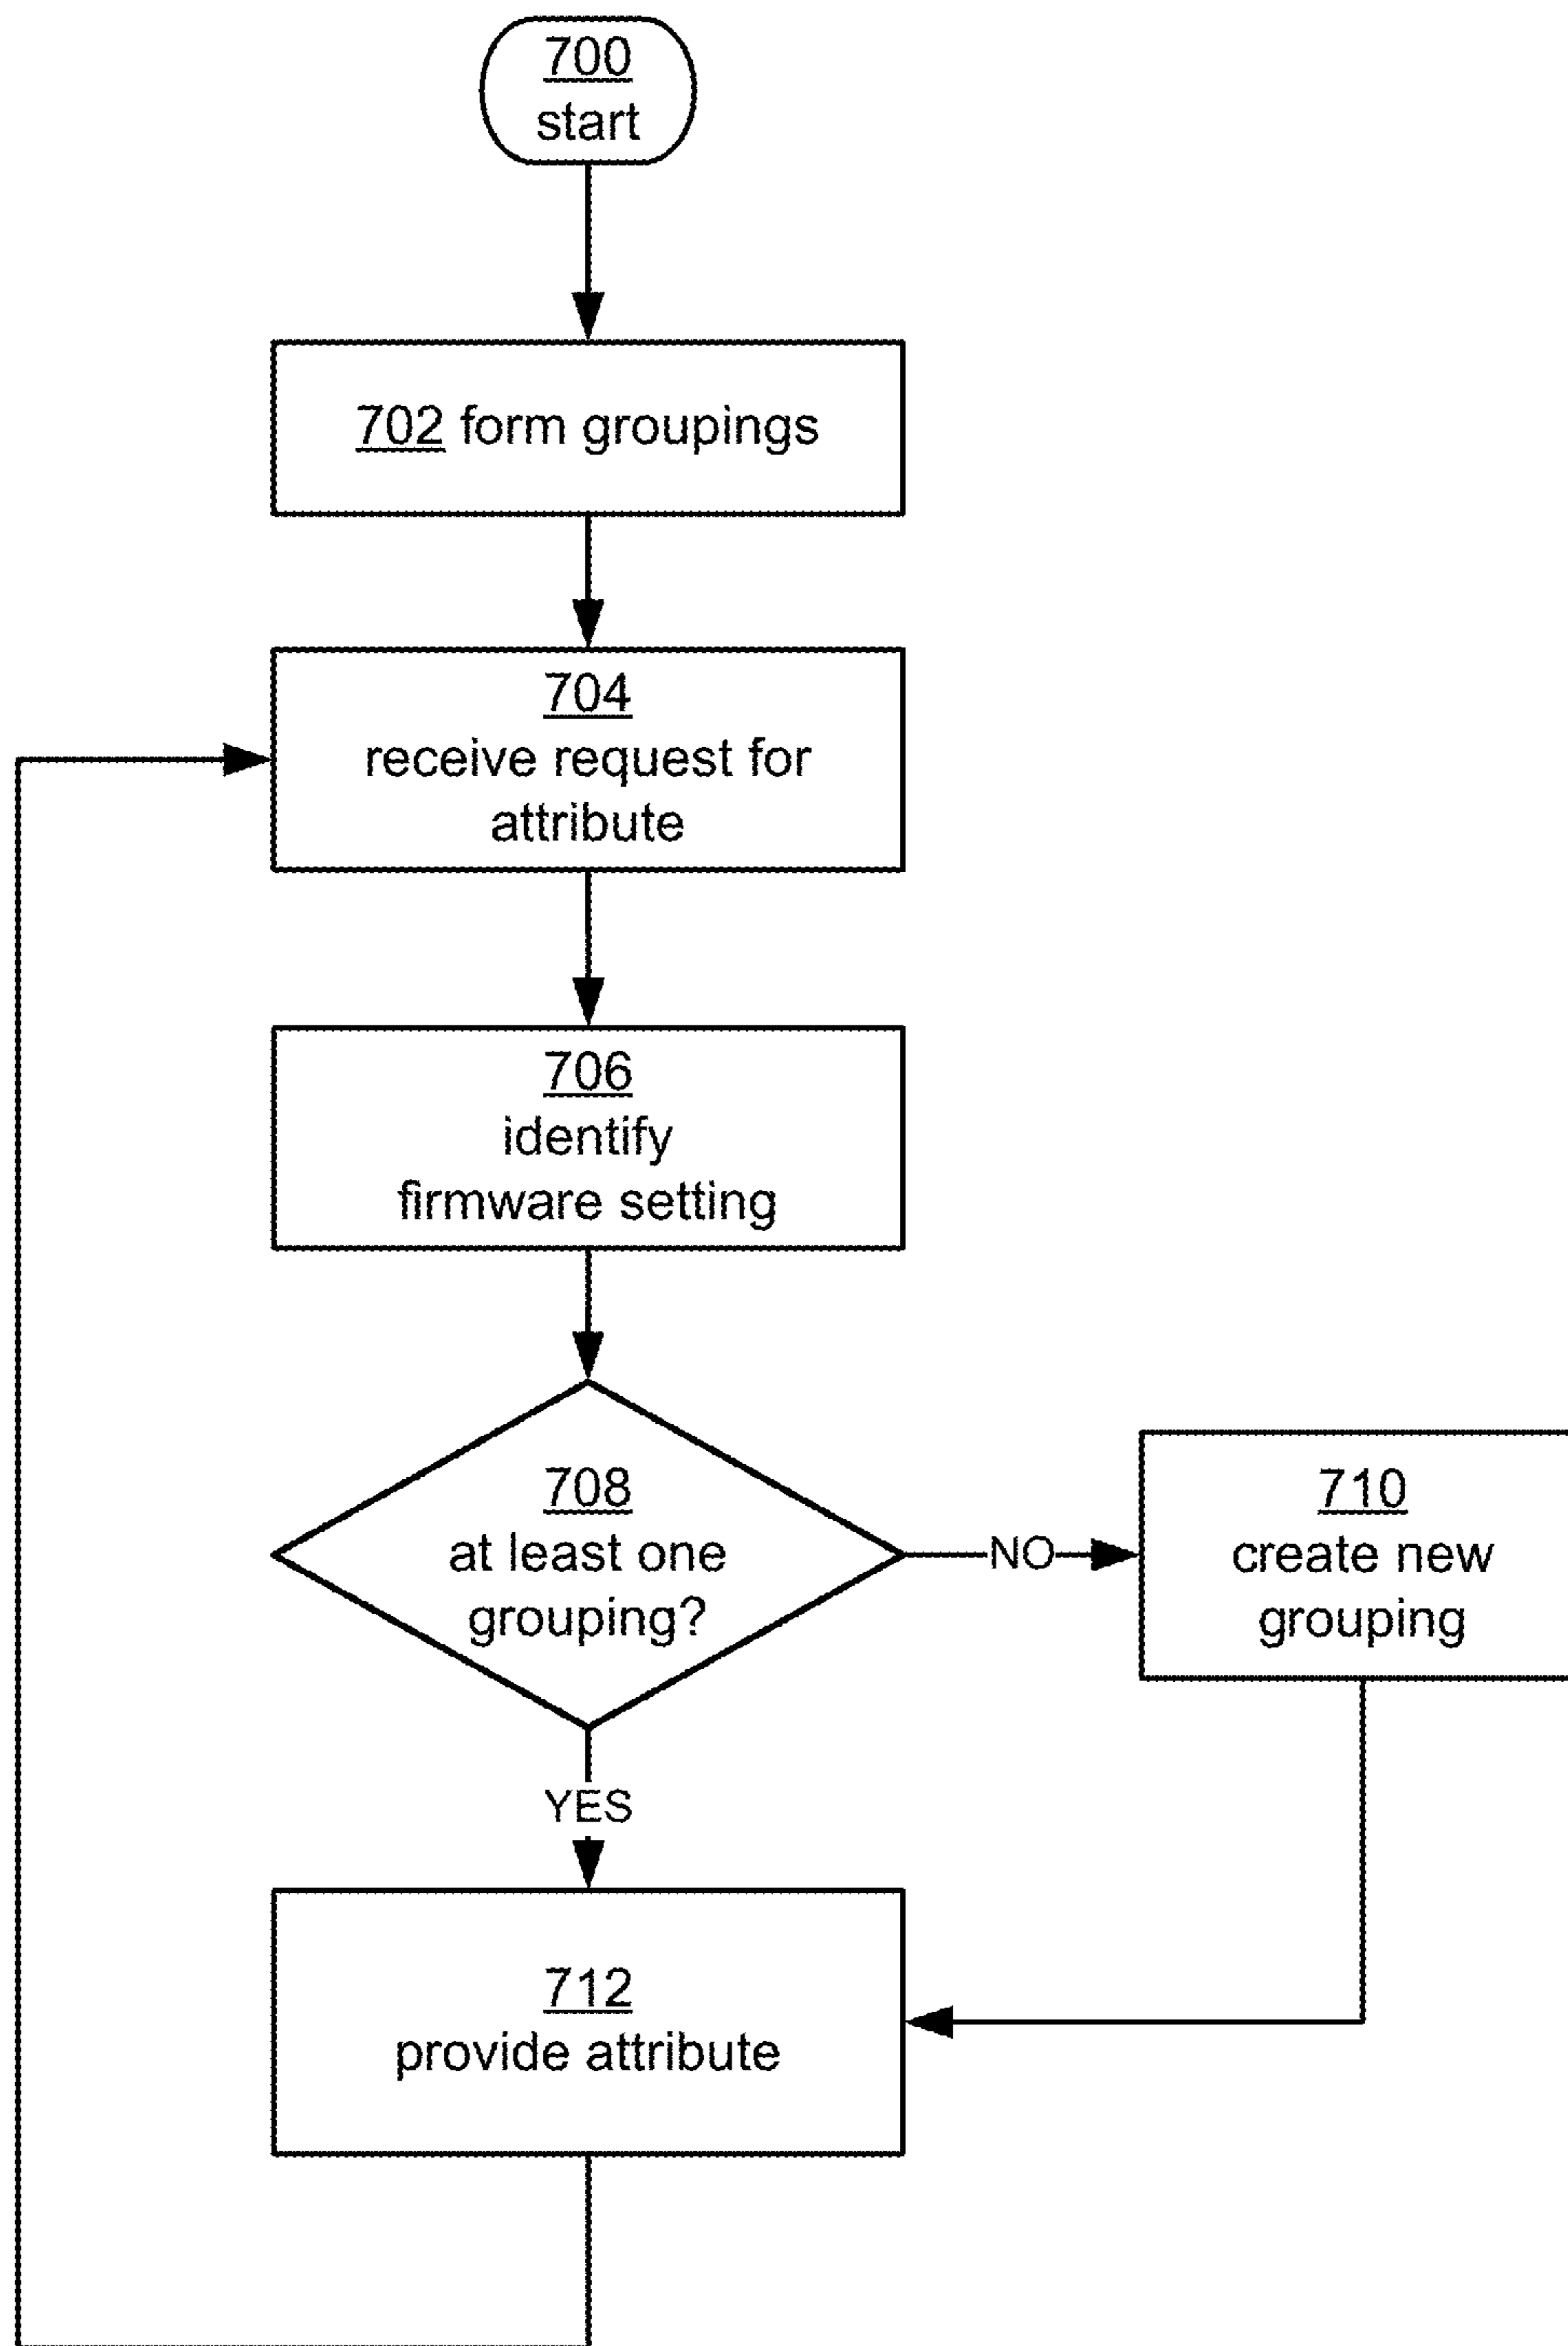 700
start
702 form groupings
704
receive request for
attribute
706
identify
firmware setting
708
at least one
grouping?
NO
710
create new
grouping
YES
712
provide attribute